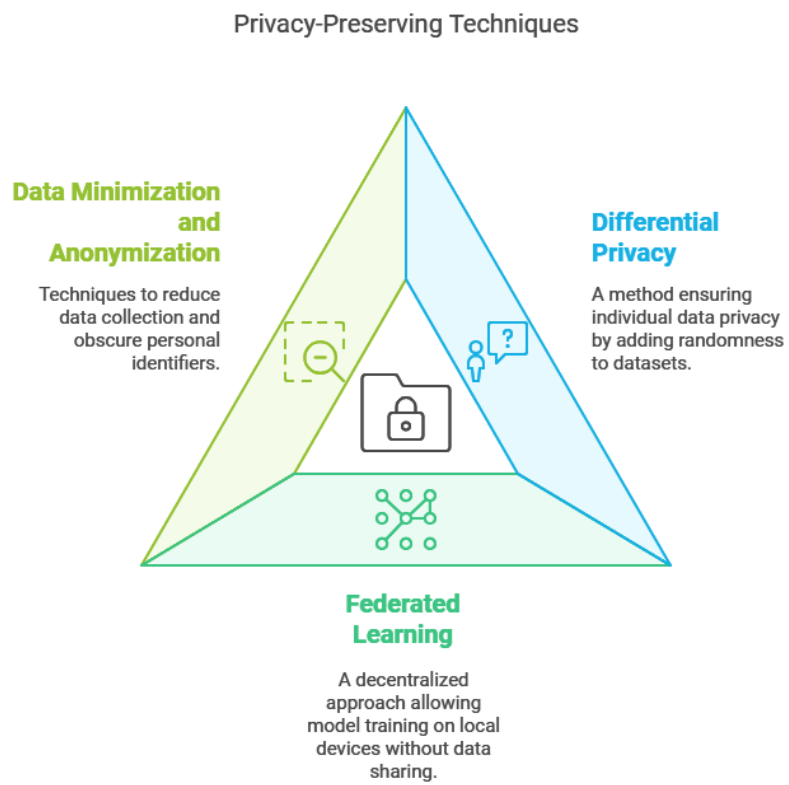 Privacy-Preserving Techniques
Data Minimization
and
Anonymization
Techniques to reduce
data collection and
obscure personal
identifiers.
Differential
Privacy
A method ensuring
individual data privacy
by adding randomness
to datasets.
?
Federated
Learning
A decentralized
approach allowing
model training on local
devices without data
sharing.